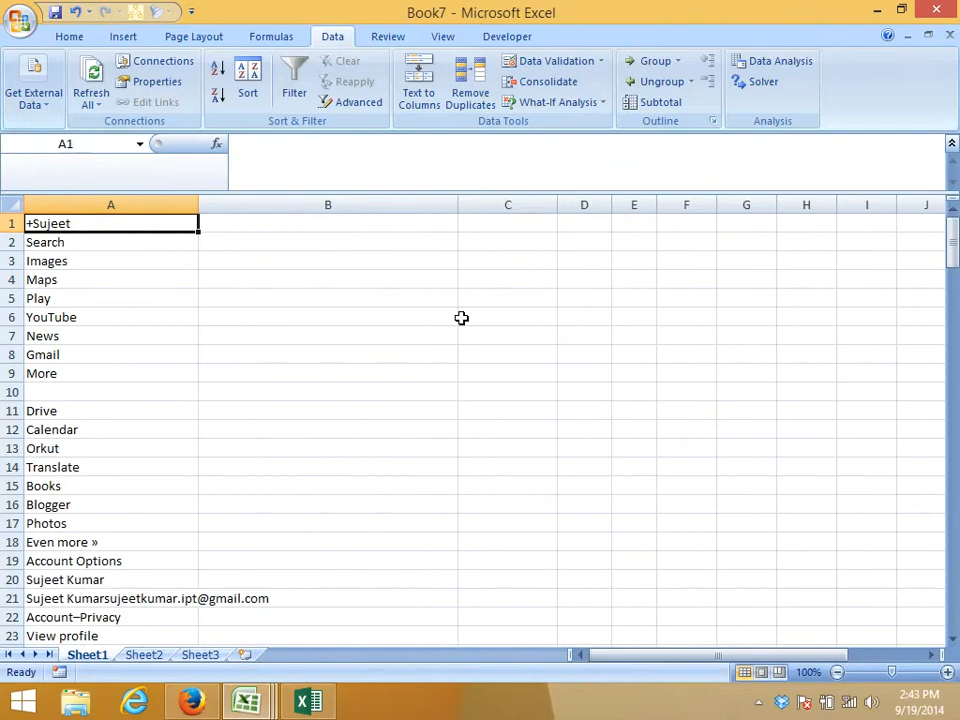 Book7 - Microsoft Excel
Home Insert Page Layout Formulas Data Review View Developer
Get External Data
Refresh All
Connections
Properties
Edit Links
Connections
Sort
Filter
Clear
Reapply
Advanced
Sort & Filter
Text to Columns
Remove Duplicates
Data Validation
Consolidate
What-If Analysis
Data Tools
Group
Ungroup
Subtotal
Outline
Data Analysis
Solver
Analysis
A1 fx
A B C D E F G H I J
1 +Sujeet
2 Search
3 Images
4 Maps
5 Play
6 YouTube
7 News
8 Gmail
9 More
10
11 Drive
12 Calendar
13 Orkut
14 Translate
15 Books
16 Blogger
17 Photos
18 Even more »
19 Account Options
20 Sujeet Kumar
21 Sujeet Kumarsujeetkumar.ipt@gmail.com
22 Account–Privacy
23 View profile
Sheet1 Sheet2 Sheet3
Ready 100%
2:43 PM
9/19/2014